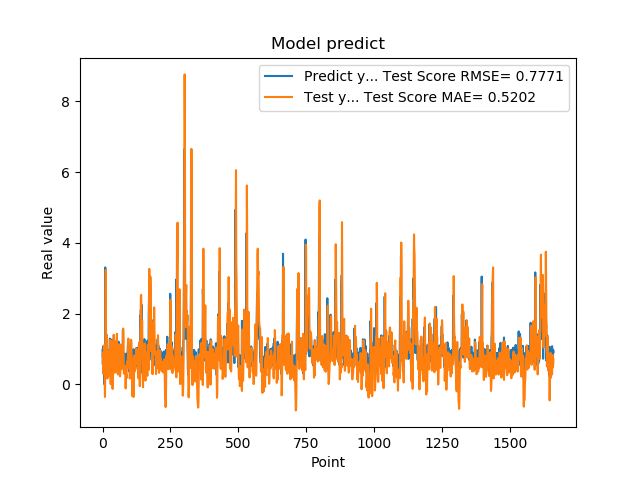 Model predict
Predict y... Test Score RMSE= 0.7771
Test y... Test Score MAE= 0.5202
Real value
8
6
4
2
0
0 250 500 750 1000 1250 1500
Point